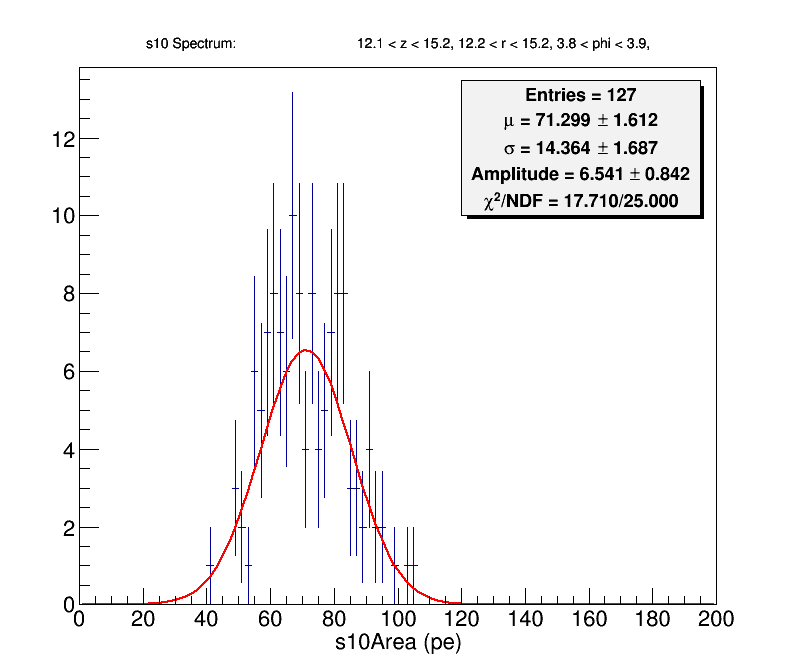 s10 Spectrum: 12.1 < z < 15.2, 12.2 < r < 15.2, 3.8 < phi < 3.9,
Entries = 127
μ = 71.299 ± 1.612
σ = 14.364 ± 1.687
Amplitude = 6.541 ± 0.842
χ²/NDF = 17.710/25.000
12
10
8
6
4
2
0
0 20 40 60 80 100 120 140 160 180 200
s10Area (pe)